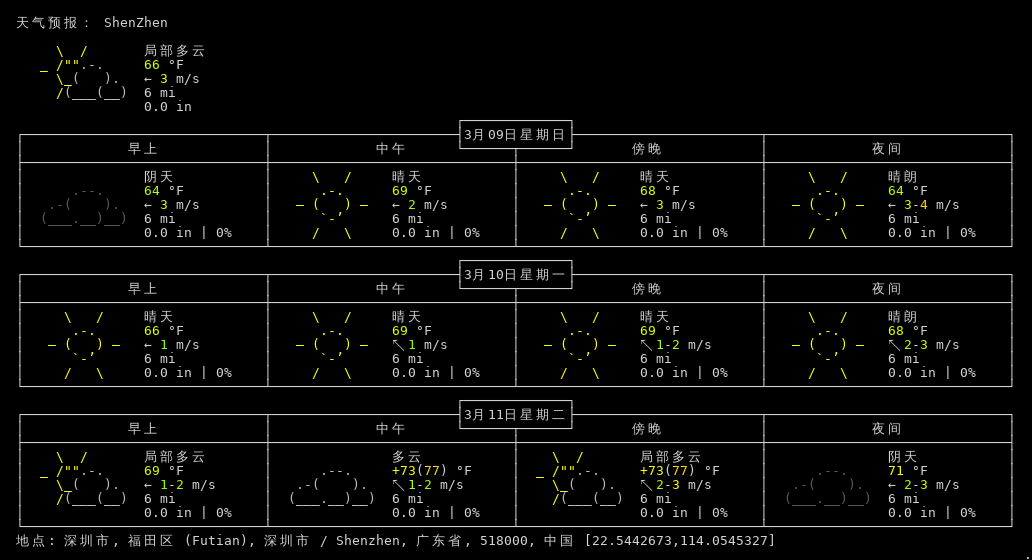 天气预报： ShenZhen
局部多云
66 °F
← 3 m/s
6 mi
0.0 in
3月09日星期日
早上 中午 傍晚 夜间
阴天 晴天 晴天 晴朗
64 °F 69 °F 68 °F 64 °F
← 3 m/s ← 2 m/s ← 3 m/s ← 3-4 m/s
6 mi 6 mi 6 mi 6 mi
0.0 in | 0% 0.0 in | 0% 0.0 in | 0% 0.0 in | 0%
3月10日星期一
早上 中午 傍晚 夜间
晴天 晴天 晴天 晴朗
66 °F 69 °F 69 °F 68 °F
← 1 m/s ↖ 1 m/s ↖ 1-2 m/s ↖ 2-3 m/s
6 mi 6 mi 6 mi 6 mi
0.0 in | 0% 0.0 in | 0% 0.0 in | 0% 0.0 in | 0%
3月11日星期二
早上 中午 傍晚 夜间
局部多云 多云 局部多云 阴天
69 °F +73(77) °F +73(77) °F 71 °F
← 1-2 m/s ↖ 1-2 m/s ↖ 2-3 m/s ← 2-3 m/s
6 mi 6 mi 6 mi 6 mi
0.0 in | 0% 0.0 in | 0% 0.0 in | 0% 0.0 in | 0%
地点: 深圳市, 福田区 (Futian), 深圳市 / Shenzhen, 广东省, 518000, 中国 [22.5442673,114.0545327]